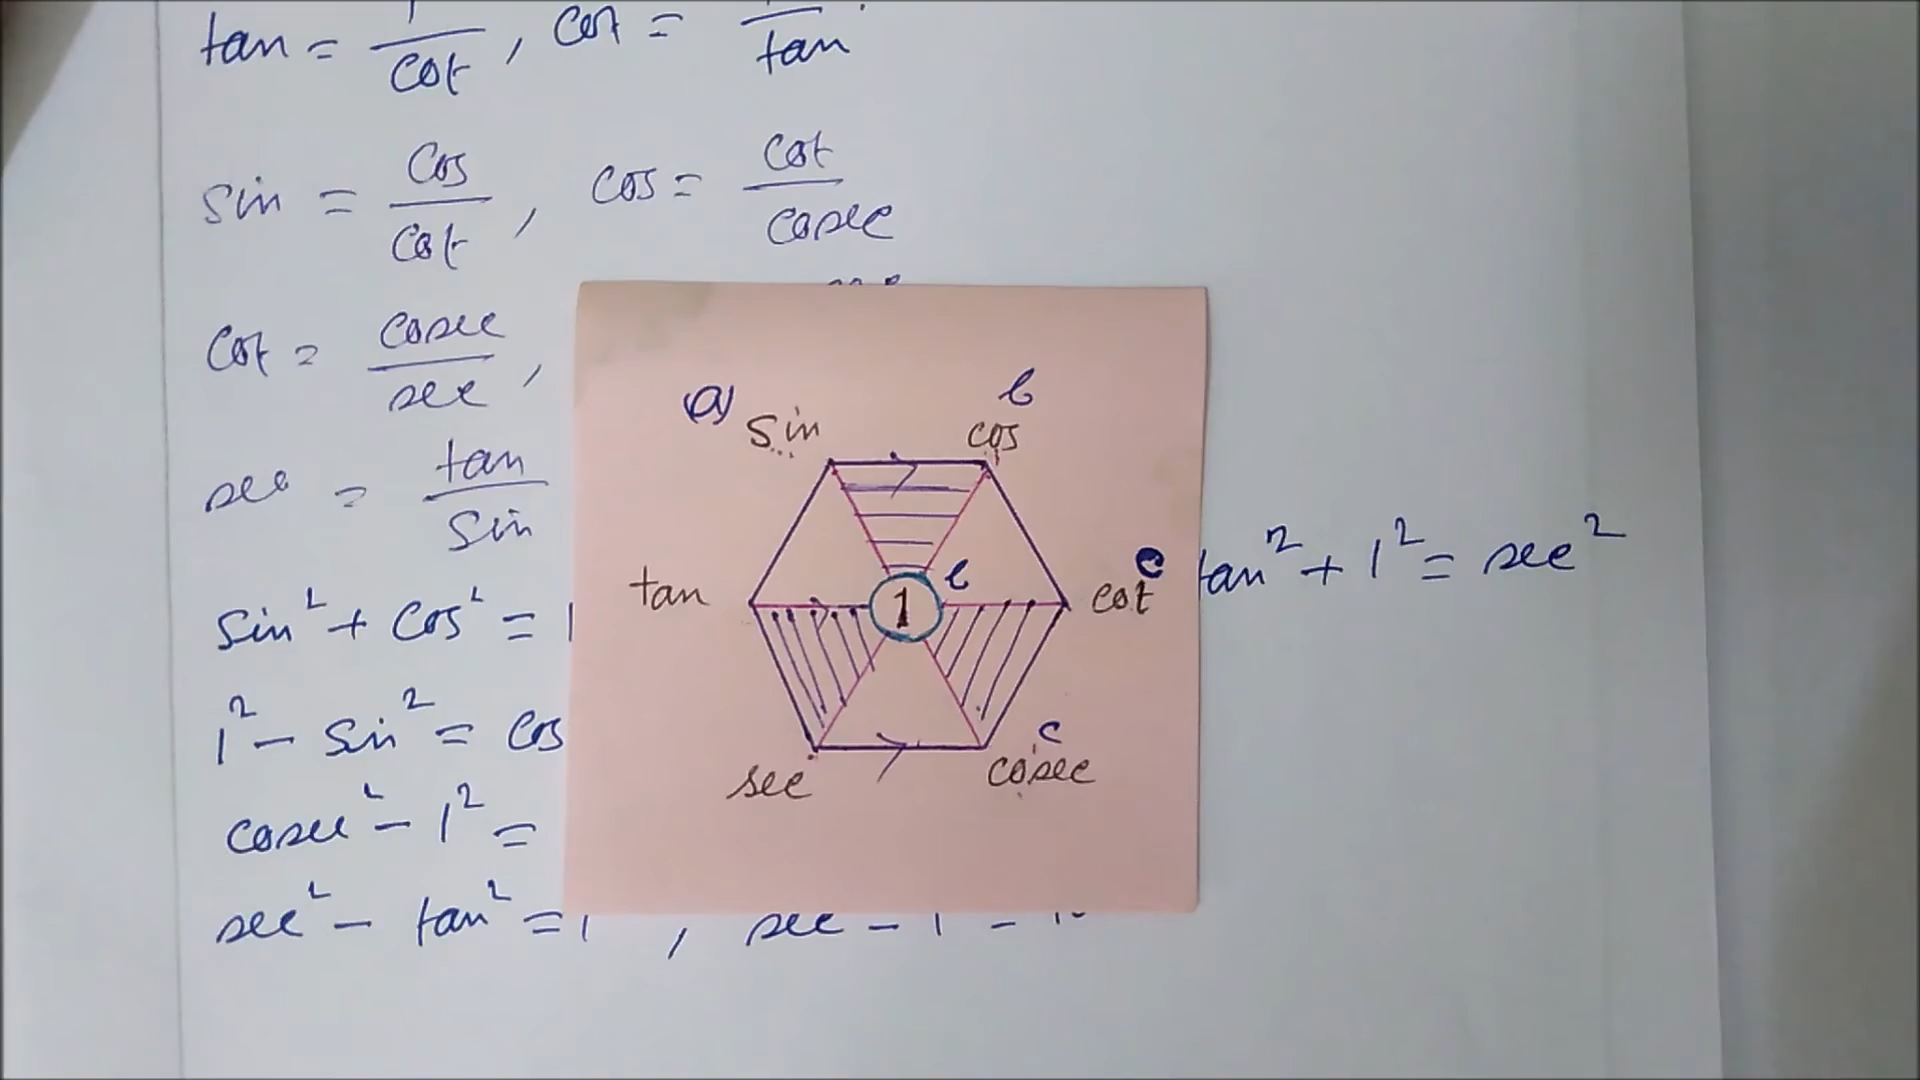 tan = 1/cot , cot = 1/tan
sin = cos/cot , cos = cot/cosec
cot = cosec/sec ,
sec = tan/sin
sin² + cos² = 1
tan² + 1² = sec²
1² - sin² = cos
cosec² - 1² =
sec² - tan² = 1 , sec - 1 =
a) b
sin cos
tan 1 b cot c
sec cosec c